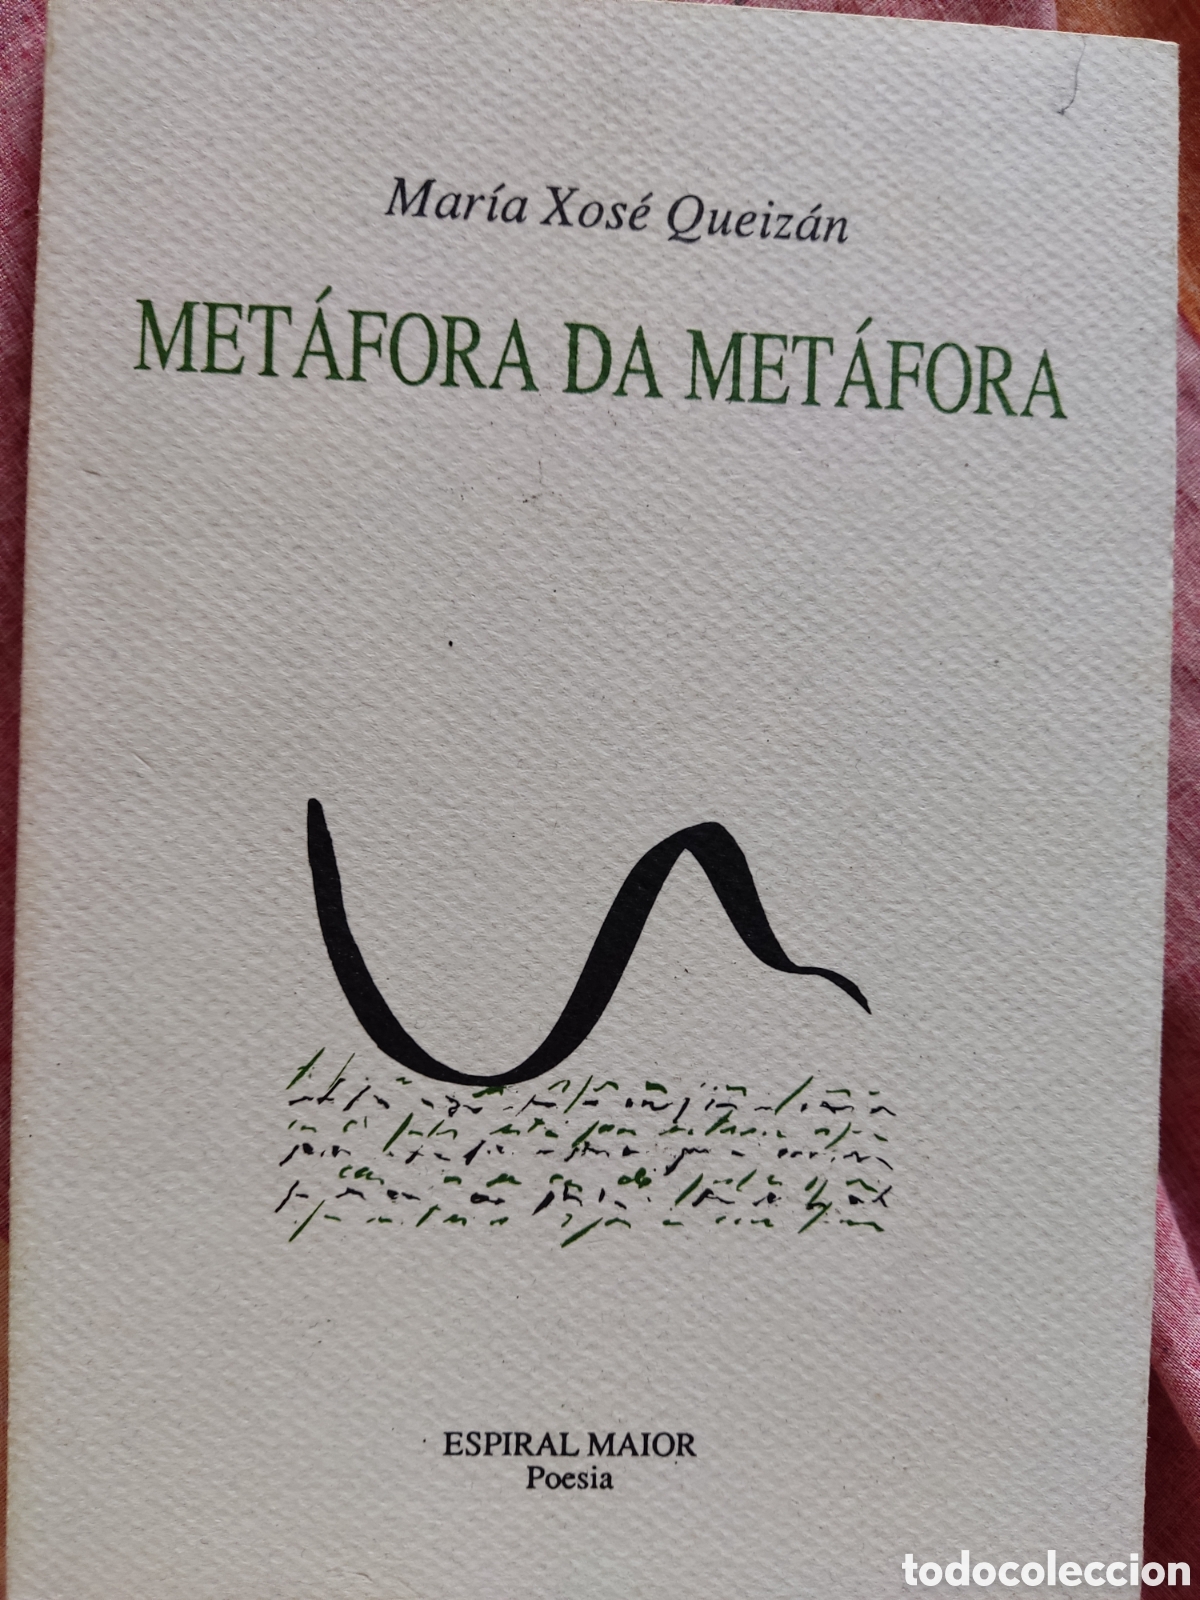 María Xosé Queizán
METÁFORA DA METÁFORA
ESPIRAL MAIOR
Poesia
todocoleccion